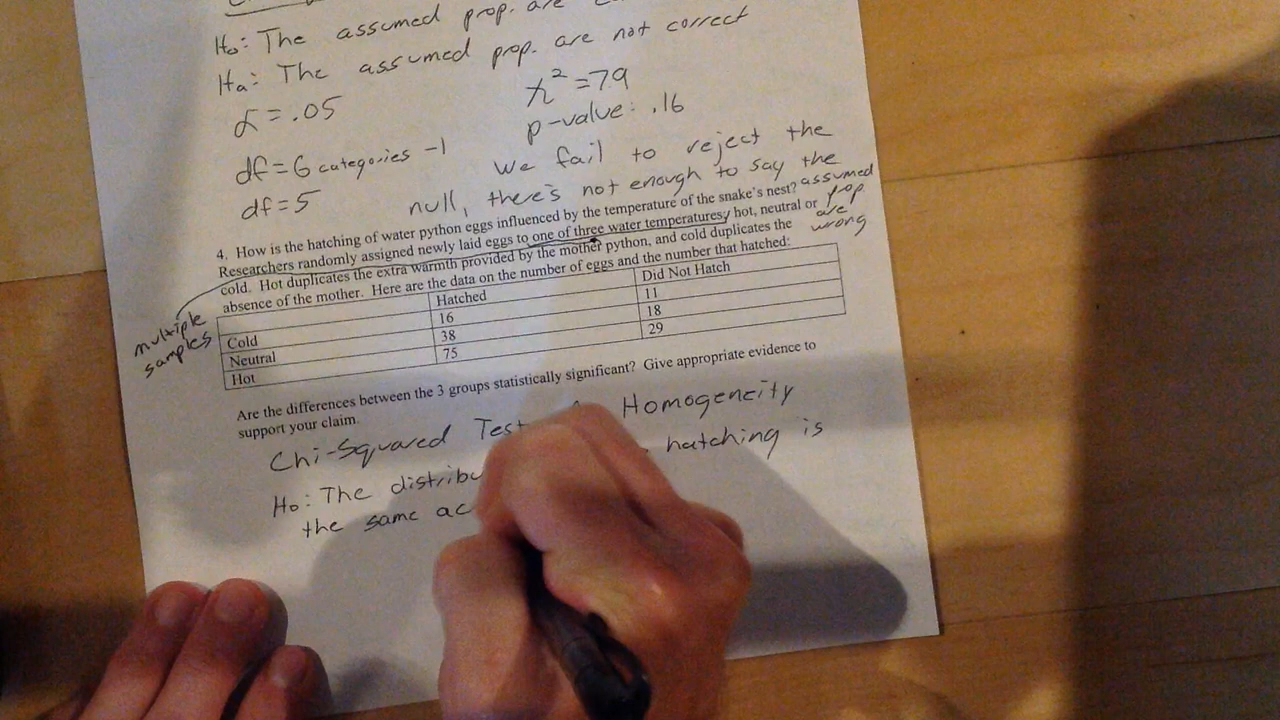 Ho: The assumed prop. are
Ha: The assumed prop. are not correct
α = .05
χ² = 79
p-value: .16
df = 6 categories -1
df = 5
we fail to reject the
null, there's not enough to say the
assumed
prop.
are
wrong
4. How is the hatching of water python eggs influenced by the temperature of the snake's nest?
Researchers randomly assigned newly laid eggs to one of three water temperatures; hot, neutral or
cold. Hot duplicates the extra warmth provided by the mother python, and cold duplicates the
absence of the mother. Here are the data on the number of eggs and the number that hatched:
multiple
samples
Hatched Did Not Hatch
Cold 16 11
Neutral 38 18
Hot 75 29
Are the differences between the 3 groups statistically significant? Give appropriate evidence to
support your claim.
Chi-Squared Test Homogeneity
Ho: The distribu hatching is
the same ac